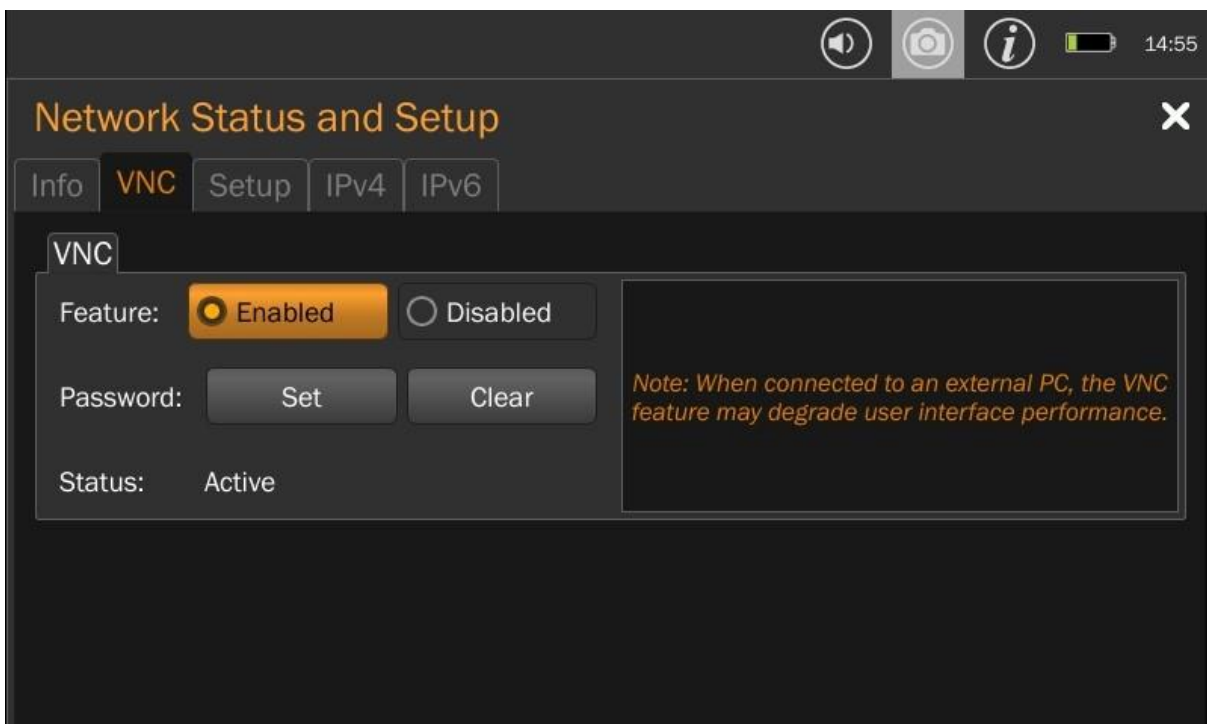 14:55
Network Status and Setup
Info VNC Setup IPv4 IPv6
VNC
Feature: Enabled Disabled
Password: Set Clear
Note: When connected to an external PC, the VNC
feature may degrade user interface performance.
Status: Active